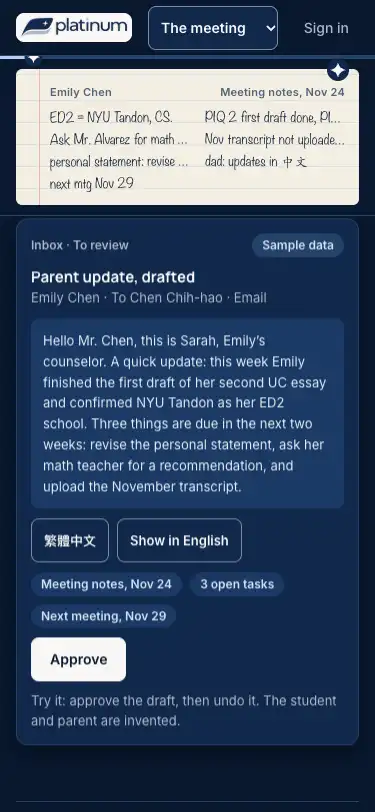 platinum
The meeting
Sign in
Emily Chen
Meeting notes, Nov 24
ED2 = NYU Tandon, CS.
Ask Mr. Alvarez for math ...
personal statement: revise ...
next mtg Nov 29
PIQ 2 first draft done, PI...
Nov transcript not uploade...
dad: updates in 中文
Inbox · To review
Sample data
Parent update, drafted
Emily Chen · To Chen Chih-hao · Email
Hello Mr. Chen, this is Sarah, Emily's
counselor. A quick update: this week Emily
finished the first draft of her second UC essay
and confirmed NYU Tandon as her ED2
school. Three things are due in the next two
weeks: revise the personal statement, ask her
math teacher for a recommendation, and
upload the November transcript.
繁體中文
Show in English
Meeting notes, Nov 24
3 open tasks
Next meeting, Nov 29
Approve
Try it: approve the draft, then undo it. The student
and parent are invented.